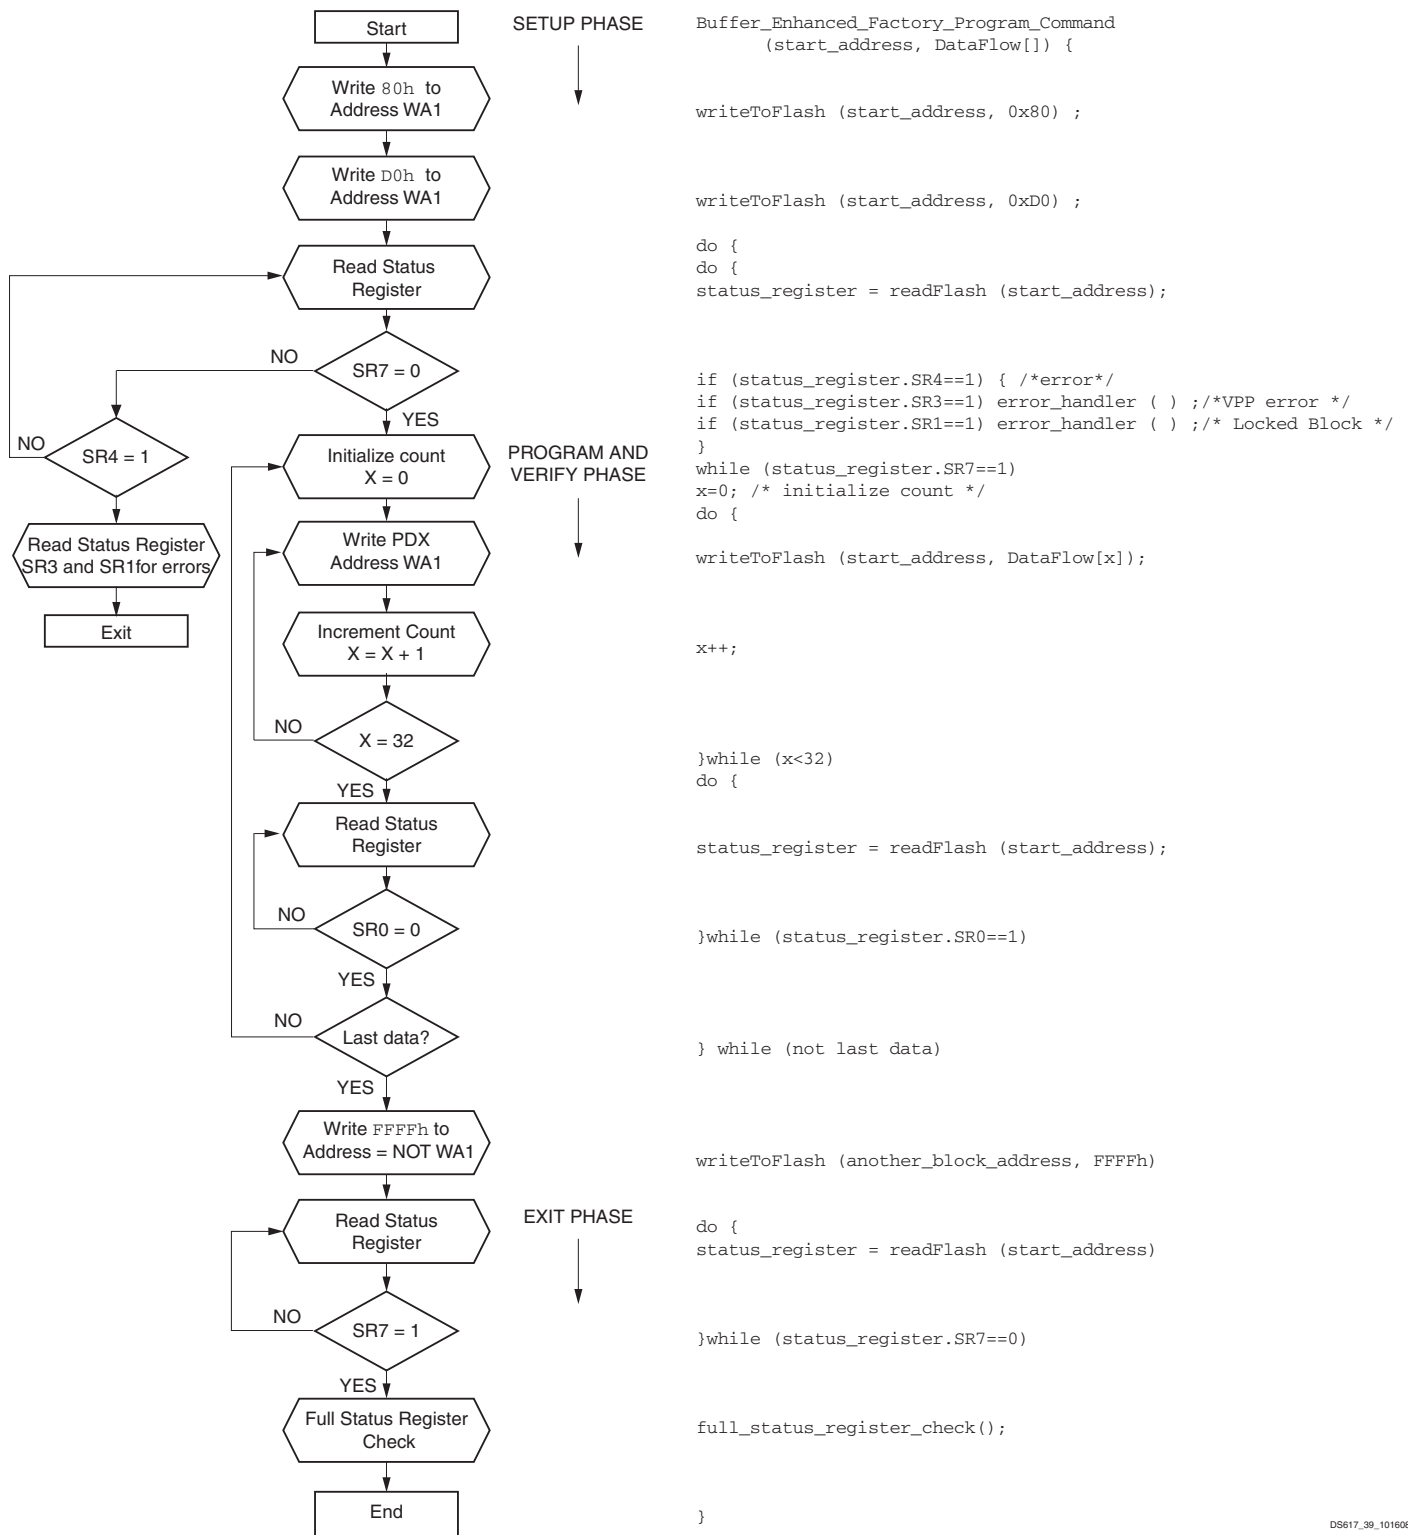 Start
SETUP PHASE
Write 80h to
Address WA1
Write D0h to
Address WA1
Read Status
Register
NO
SR7 = 0
YES
NO
SR4 = 1
Read Status Register
SR3 and SR1for errors
Exit
Initialize count
X = 0
PROGRAM AND
VERIFY PHASE
Write PDX
Address WA1
Increment Count
X = X + 1
NO
X = 32
YES
Read Status
Register
NO
SR0 = 0
YES
NO
Last data?
YES
Write FFFFh to
Address = NOT WA1
Read Status
Register
EXIT PHASE
NO
SR7 = 1
YES
Full Status Register
Check
End
Buffer_Enhanced_Factory_Program_Command
(start_address, DataFlow[]) {
writeToFlash (start_address, 0x80) ;
writeToFlash (start_address, 0xD0) ;
do {
do {
status_register = readFlash (start_address);
if (status_register.SR4==1) { /*error*/
if (status_register.SR3==1) error_handler ( ) ;/*VPP error */
if (status_register.SR1==1) error_handler ( ) ;/* Locked Block */
}
while (status_register.SR7==1)
x=0; /* initialize count */
do {
writeToFlash (start_address, DataFlow[x]);
x++;
}while (x<32)
do {
status_register = readFlash (start_address);
}while (status_register.SR0==1)
} while (not last data)
writeToFlash (another_block_address, FFFFh)
do {
status_register = readFlash (start_address)
}while (status_register.SR7==0)
full_status_register_check();
}
DS617_39_101608